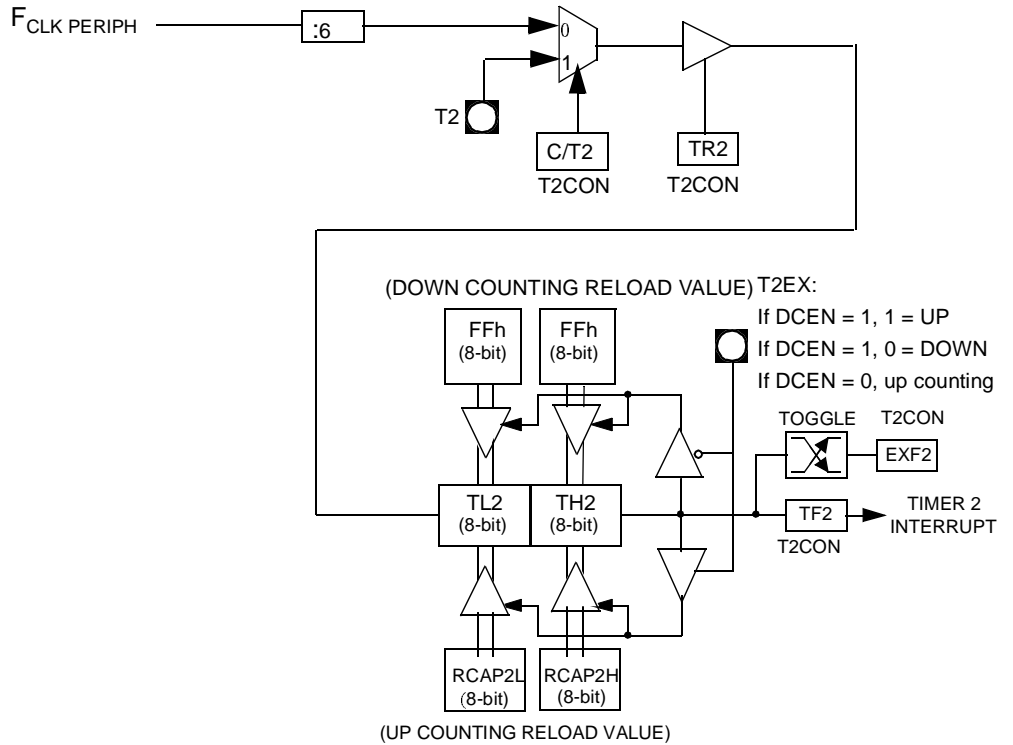 FCLK PERIPH
:6
0
1
T2
C/T2
TR2
T2CON
T2CON
(DOWN COUNTING RELOAD VALUE)
T2EX:
If DCEN = 1, 1 = UP
If DCEN = 1, 0 = DOWN
If DCEN = 0, up counting
FFh
(8-bit)
FFh
(8-bit)
TOGGLE
T2CON
EXF2
TL2
(8-bit)
TH2
(8-bit)
TF2
T2CON
TIMER 2
INTERRUPT
RCAP2L
(8-bit)
RCAP2H
(8-bit)
(UP COUNTING RELOAD VALUE)